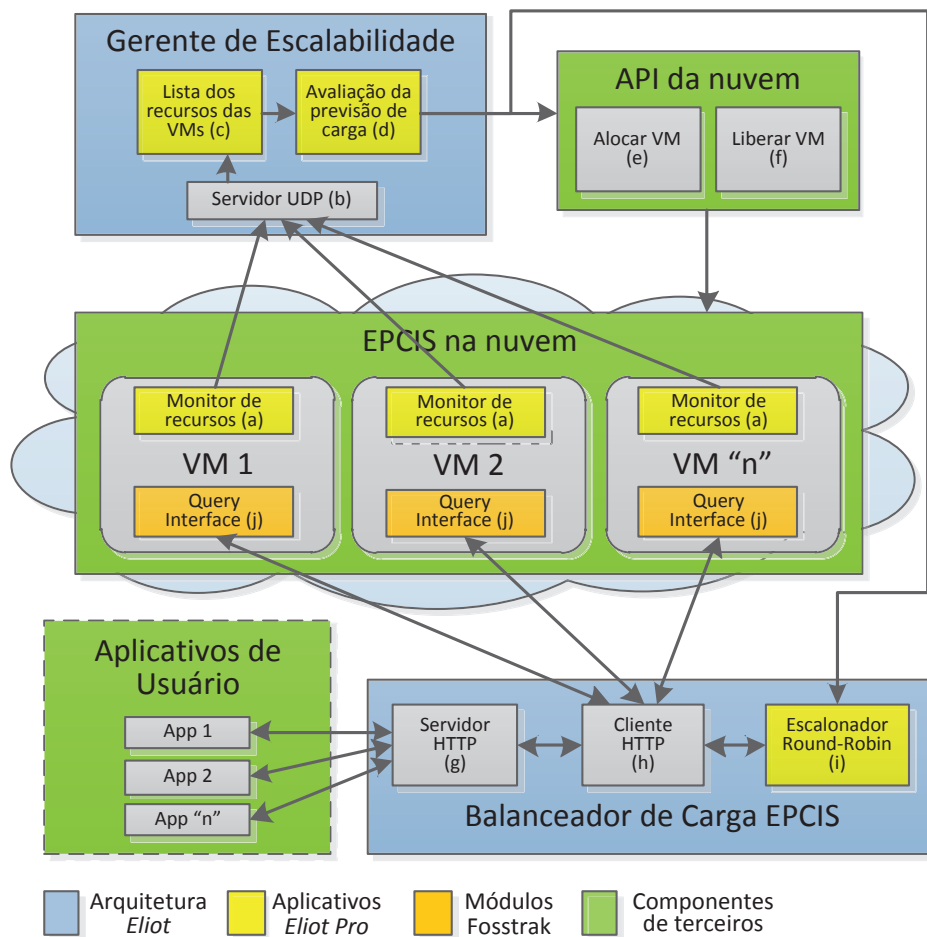 Gerente de Escalabilidade
Lista dos
recursos das
VMs (c)
Avaliação da
previsão de
carga (d)
Servidor UDP (b)
API da nuvem
Alocar VM
(e)
Liberar VM
(f)
EPCIS na nuvem
Monitor de
recursos (a)
VM 1
Query
Interface (j)
Monitor de
recursos (a)
VM 2
Query
Interface (j)
Monitor de
recursos (a)
VM “n”
Query
Interface (j)
Aplicativos de
Usuário
App 1
App 2
App “n”
Servidor
HTTP
(g)
Cliente
HTTP
(h)
Escalonador
Round-Robin
(i)
Balanceador de Carga EPCIS
Arquitetura
Eliot
Aplicativos
Eliot Pro
Módulos
Fosstrak
Componentes
de terceiros